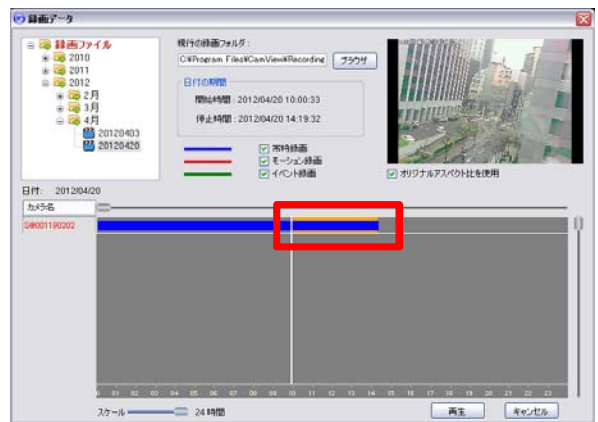 録画データ
録画ファイル
2010
2011
2012
2月
3月
4月
20120403
20120420
現行の録画フォルダ:
C:¥Program Files¥CamView¥Recording
ブラウザ
日付の期間
開始時間 : 2012/04/20 10:00:33
停止時間 : 2012/04/20 14:19:32
常時録画
モーション録画
イベント録画
オリジナルアスペクト比を使用
日付: 2012/04/20
カメラ名
0 01 02 03 04 05 06 07 08 09 10 11 12 13 14 15 16 17 18 19 20 21 22 23
スケール
24 時間
再生
キャンセル